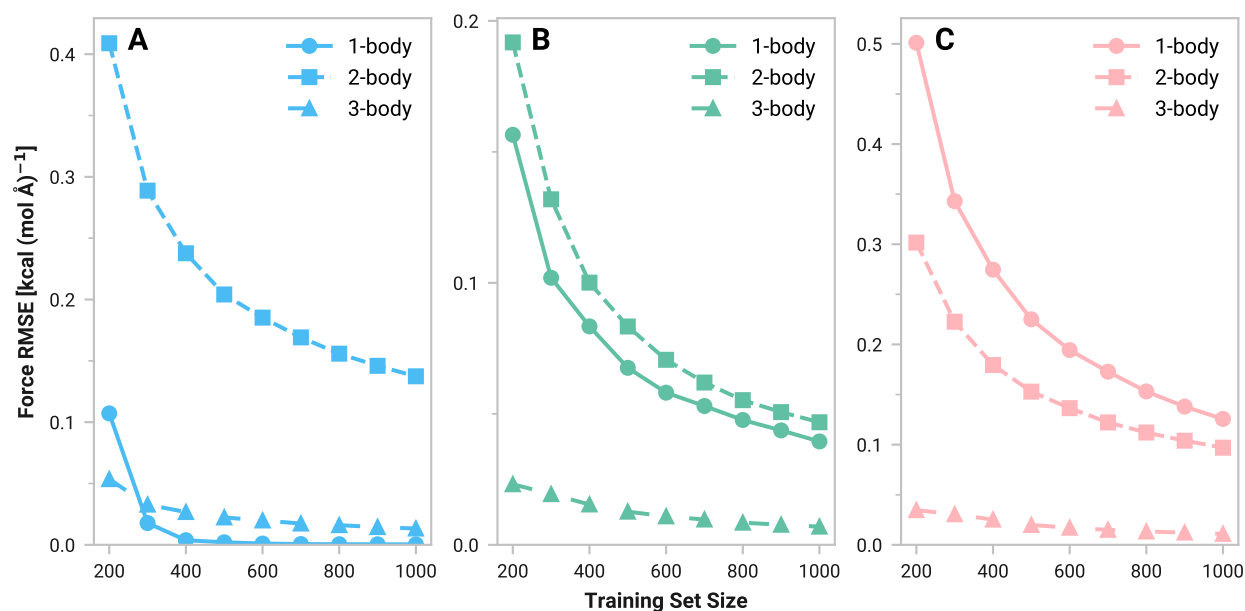 Force RMSE [kcal (mol Å)⁻¹]
A
1-body
2-body
3-body
0.4
0.3
0.2
0.1
0.0
200 400 600 800 1000
B
1-body
2-body
3-body
0.2
0.1
0.0
200 400 600 800 1000
C
1-body
2-body
3-body
0.5
0.4
0.3
0.2
0.1
0.0
200 400 600 800 1000
Training Set Size